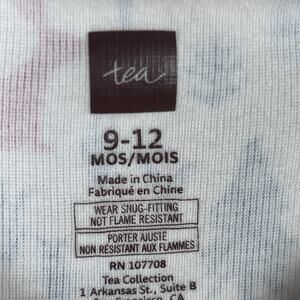 tea
9-12
MOS/MOIS
Made in China
Fabriqué en Chine
WEAR SNUG-FITTING
NOT FLAME RESISTANT
PORTER AJUSTÉ
NON RÉSISTANT AUX FLAMMES
RN 107708
Tea Collection
1 Arkansas St., Suite B
CA